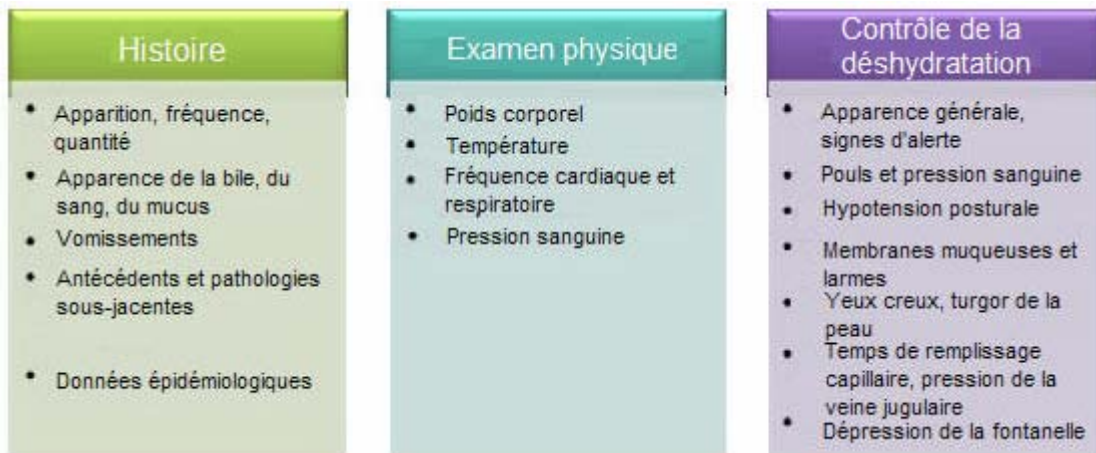 Histoire
• Apparition, fréquence,
quantité
• Apparence de la bile, du
sang, du mucus
• Vomissements
• Antécédents et pathologies
sous-jacentes
• Données épidémiologiques
Examen physique
• Poids corporel
• Température
• Fréquence cardiaque et
respiratoire
• Pression sanguine
Contrôle de la
déshydratation
• Apparence générale,
signes d'alerte
• Pouls et pression sanguine
• Hypotension posturale
• Membranes muqueuses et
larmes
• Yeux creux, turgor de la
peau
• Temps de remplissage
capillaire, pression de la
veine jugulaire
• Dépression de la fontanelle